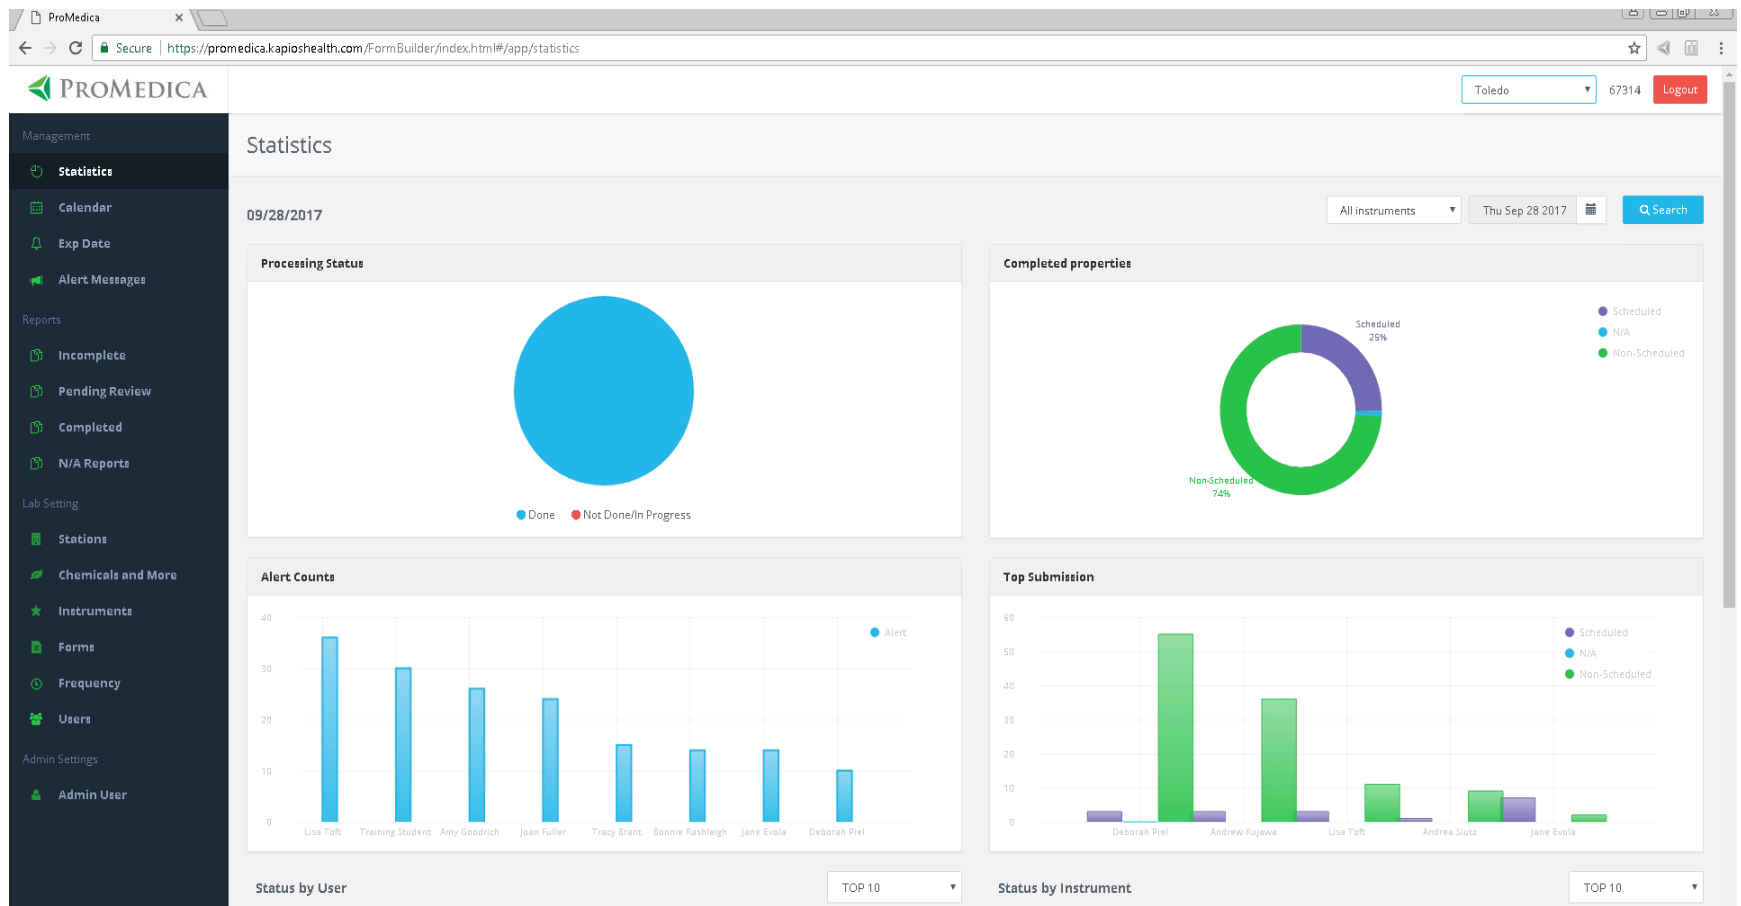 ProMedica
Secure https://promedica.kapioshealth.com/FormBuilder/index.html#/app/statistics
PROMEDICA
Toledo 67314 Logout
Management
Statistics
Calendar
Exp Date
Alert Messages
Reports
Incomplete
Pending Review
Completed
N/A Reports
Lab Setting
Stations
Chemicals and More
Instruments
Forms
Frequency
Users
Admin Settings
Admin User
Statistics
09/28/2017
All instruments Thu Sep 28 2017 Search
Processing Status
Done Not Done/In Progress
Completed properties
Scheduled
25%
Non-Scheduled
74%
Scheduled
N/A
Non-Scheduled
Alert Counts
40
30
20
10
0
Alert
Lisa Toft Training Student Amy Goodrich Joan Fuller Tracy Brant Bonnie Rashleigh Jane Evola Deborah Piel
Top Submission
60
50
40
30
20
10
0
Scheduled
N/A
Non-Scheduled
Deborah Piel Andrew Kujawa Lisa Toft Andrea Slutz Jane Evola
Status by User TOP 10
Status by Instrument TOP 10